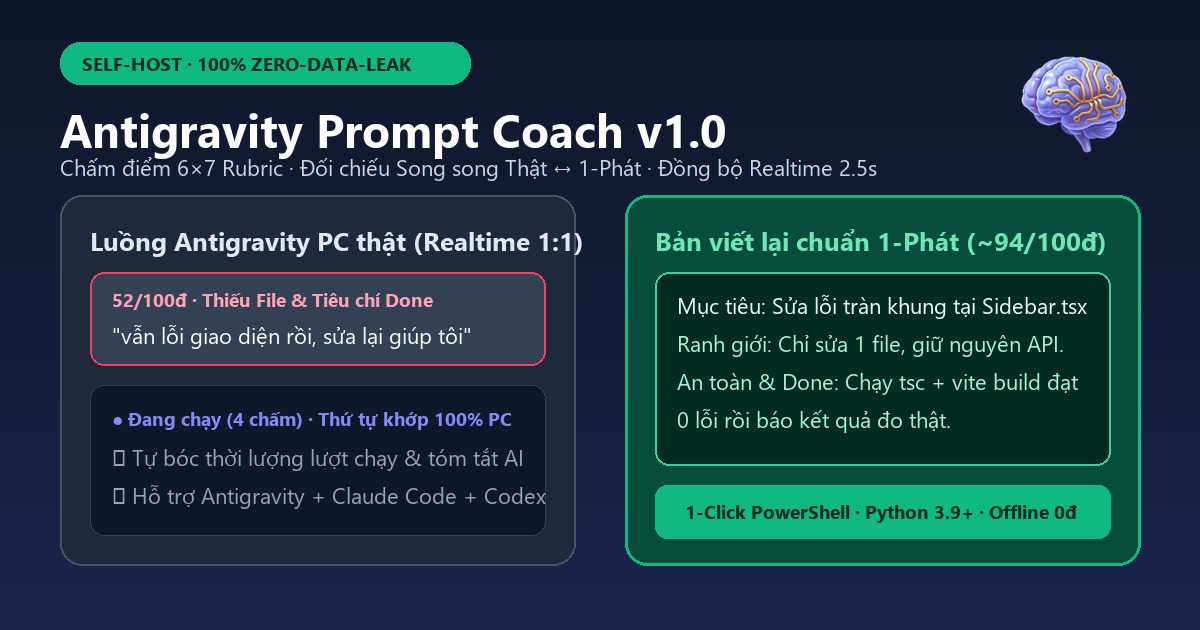 SELF-HOST · 100% ZERO-DATA-LEAK
Antigravity Prompt Coach v1.0
Chấm điểm 6×7 Rubric · Đối chiếu Song song Thật ↔ 1-Phát · Đồng bộ Realtime 2.5s
Luồng Antigravity PC thật (Realtime 1:1)
52/100đ · Thiếu File & Tiêu chí Done
"vẫn lỗi giao diện rồi, sửa lại giúp tôi"
● Đang chạy (4 chấm) · Thứ tự khớp 100% PC
▯ Tự bóc thời lượng lượt chạy & tóm tắt AI
▯ Hỗ trợ Antigravity + Claude Code + Codex
Bản viết lại chuẩn 1-Phát (~94/100đ)
Mục tiêu: Sửa lỗi tràn khung tại Sidebar.tsx
Ranh giới: Chỉ sửa 1 file, giữ nguyên API.
An toàn & Done: Chạy tsc + vite build đạt
0 lỗi rồi báo kết quả đo thật.
1-Click PowerShell · Python 3.9+ · Offline 0đ